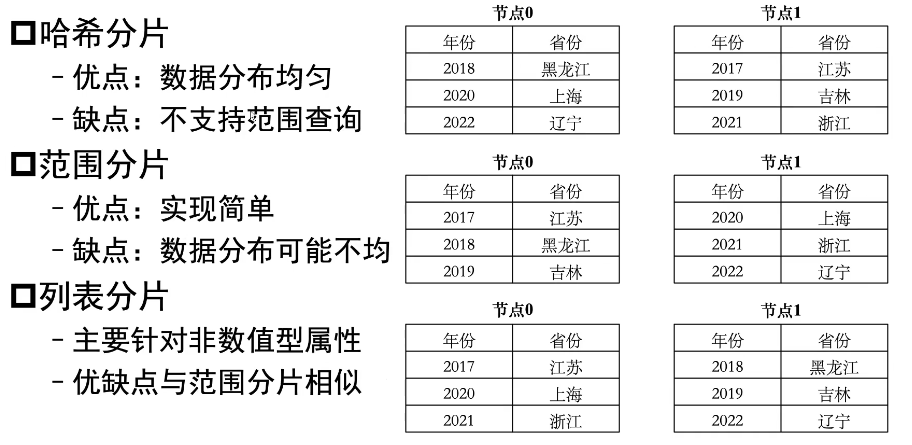 哈希分片
- 优点：数据分布均匀
- 缺点：不支持范围查询
节点0
年份 省份
2018 黑龙江
2020 上海
2022 辽宁
节点1
年份 省份
2017 江苏
2019 吉林
2021 浙江
范围分片
- 优点：实现简单
- 缺点：数据分布可能不均
节点0
年份 省份
2017 江苏
2018 黑龙江
2019 吉林
节点1
年份 省份
2020 上海
2021 浙江
2022 辽宁
列表分片
- 主要针对非数值型属性
- 优缺点与范围分片相似
节点0
年份 省份
2017 江苏
2020 上海
2021 浙江
节点1
年份 省份
2018 黑龙江
2019 吉林
2022 辽宁